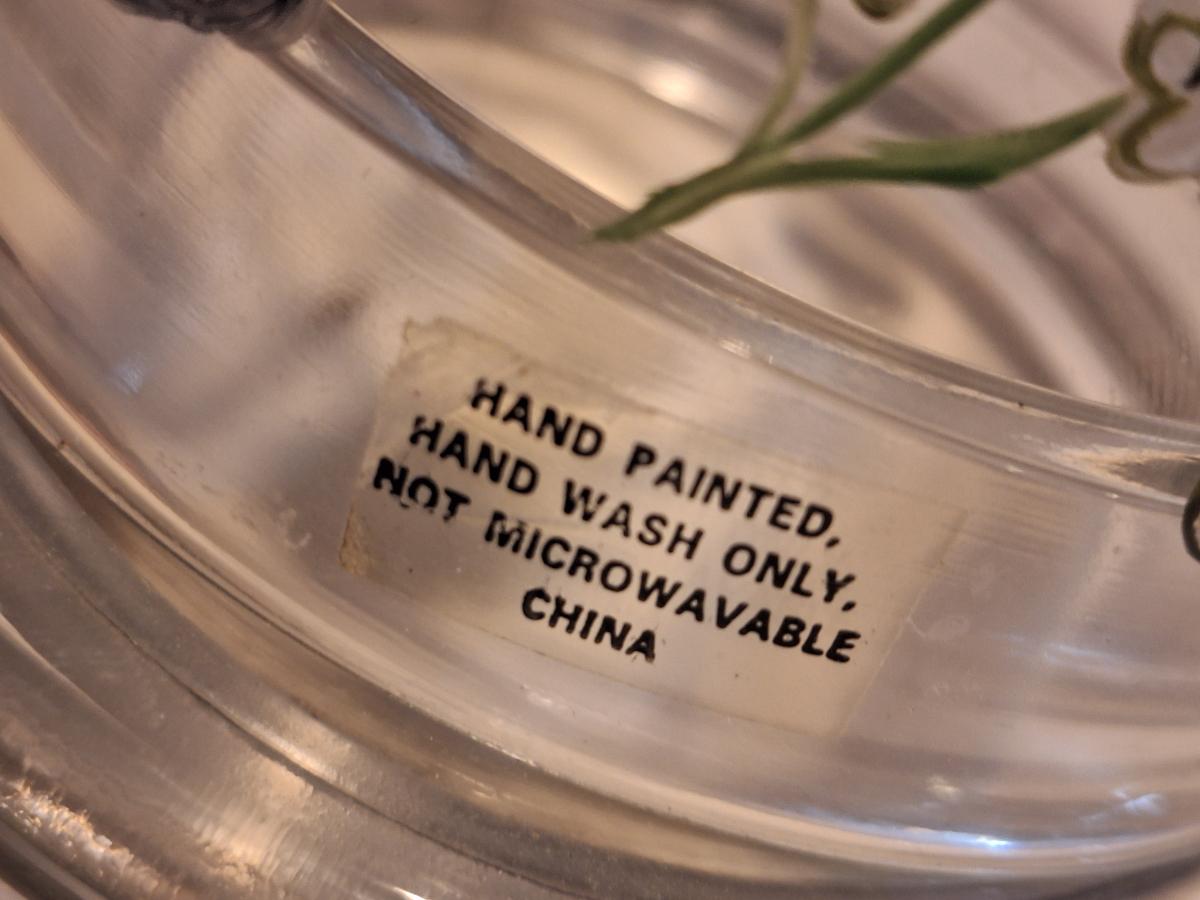 HAND PAINTED,
HAND WASH ONLY,
NOT MICROWAVABLE
CHINA